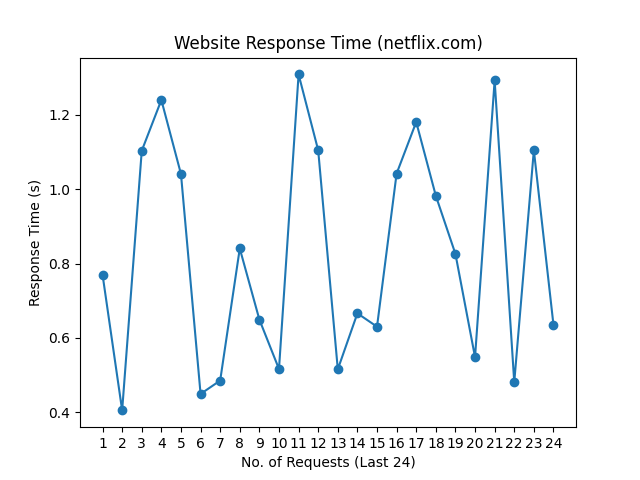 Website Response Time (netflix.com)
Response Time (s)
1.2
1.0
0.8
0.6
0.4
1 2 3 4 5 6 7 8 9 10 11 12 13 14 15 16 17 18 19 20 21 22 23 24
No. of Requests (Last 24)